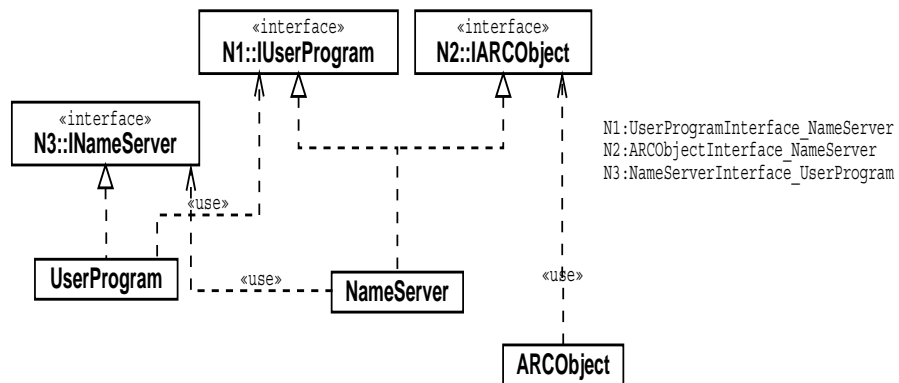 «interface»
N1::IUserProgram
«interface»
N2::IARCObject
«interface»
N3::INameServer
N1:UserProgramInterface_NameServer
N2:ARCObjectInterface_NameServer
N3:NameServerInterface_UserProgram
«use»
UserProgram
«use»
NameServer
«use»
ARCObject